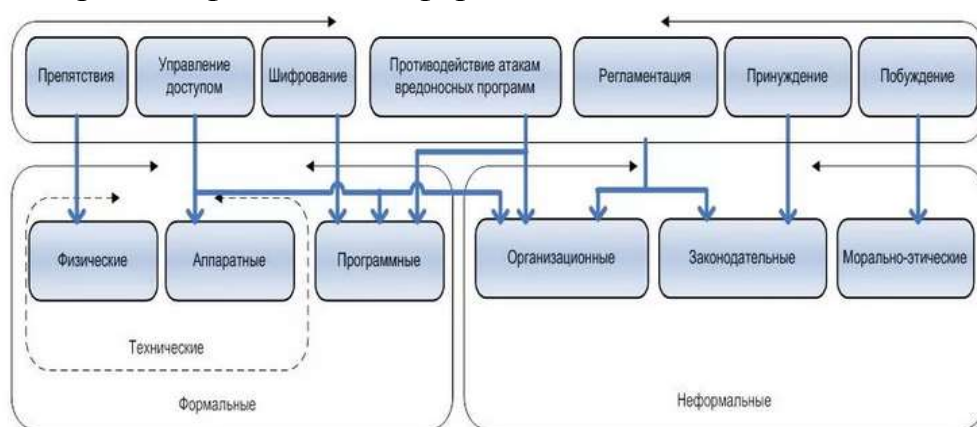 Препятствия
Управление
доступом
Шифрование
Противодействие атакам
вредоносных программ
Регламентация
Принуждение
Побуждение
Физические
Аппаратные
Программные
Организационные
Законодательные
Морально-этические
Технические
Формальные
Неформальные